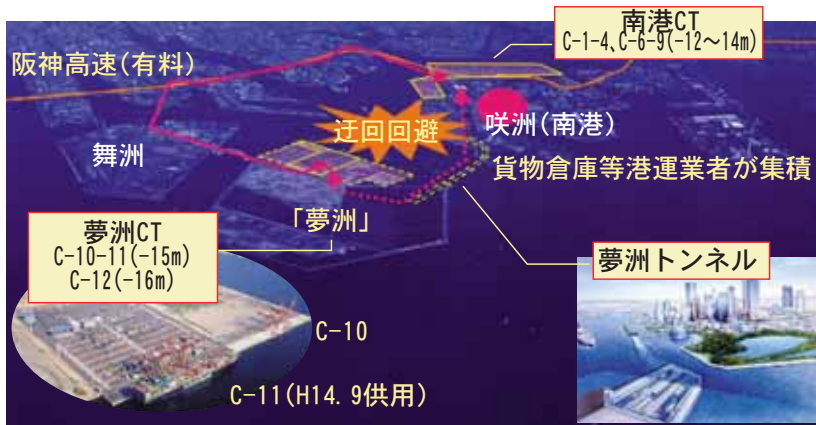 南港CT
C-1-4、C-6-9(-12〜14m)
阪神高速(有料)
迂回回避
咲洲(南港)
舞洲
貨物倉庫等港運業者が集積
「夢洲」
夢洲CT
C-10-11(-15m)
C-12(-16m)
夢洲トンネル
C-10
C-11(H14.9供用)